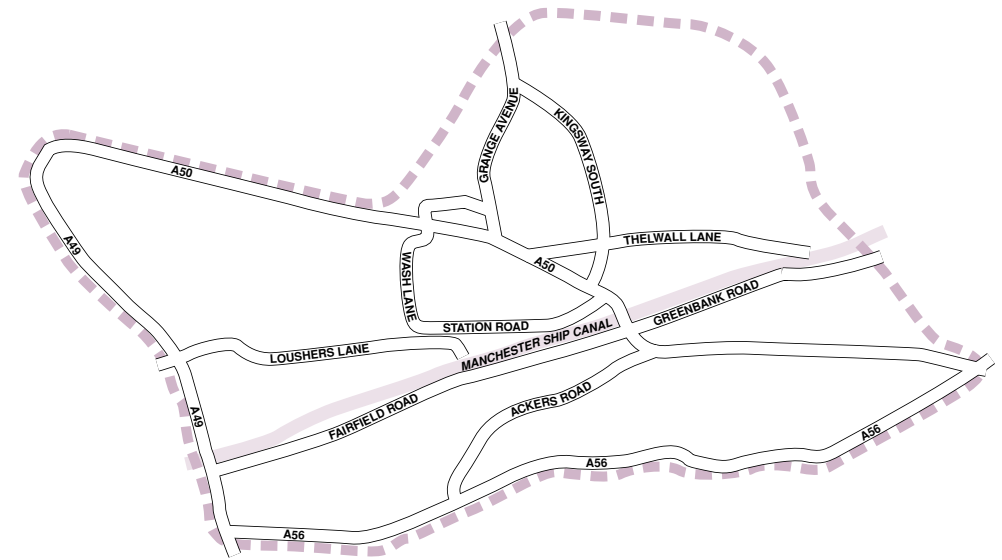 GRANGE AVENUE
KINGSWAY SOUTH
A50
A49
THELWALL LANE
A50
WASH LANE
GREENBANK ROAD
STATION ROAD
MANCHESTER SHIP CANAL
LOUSHERS LANE
ACKERS ROAD
FAIRFIELD ROAD
A49
A56
A56
A56